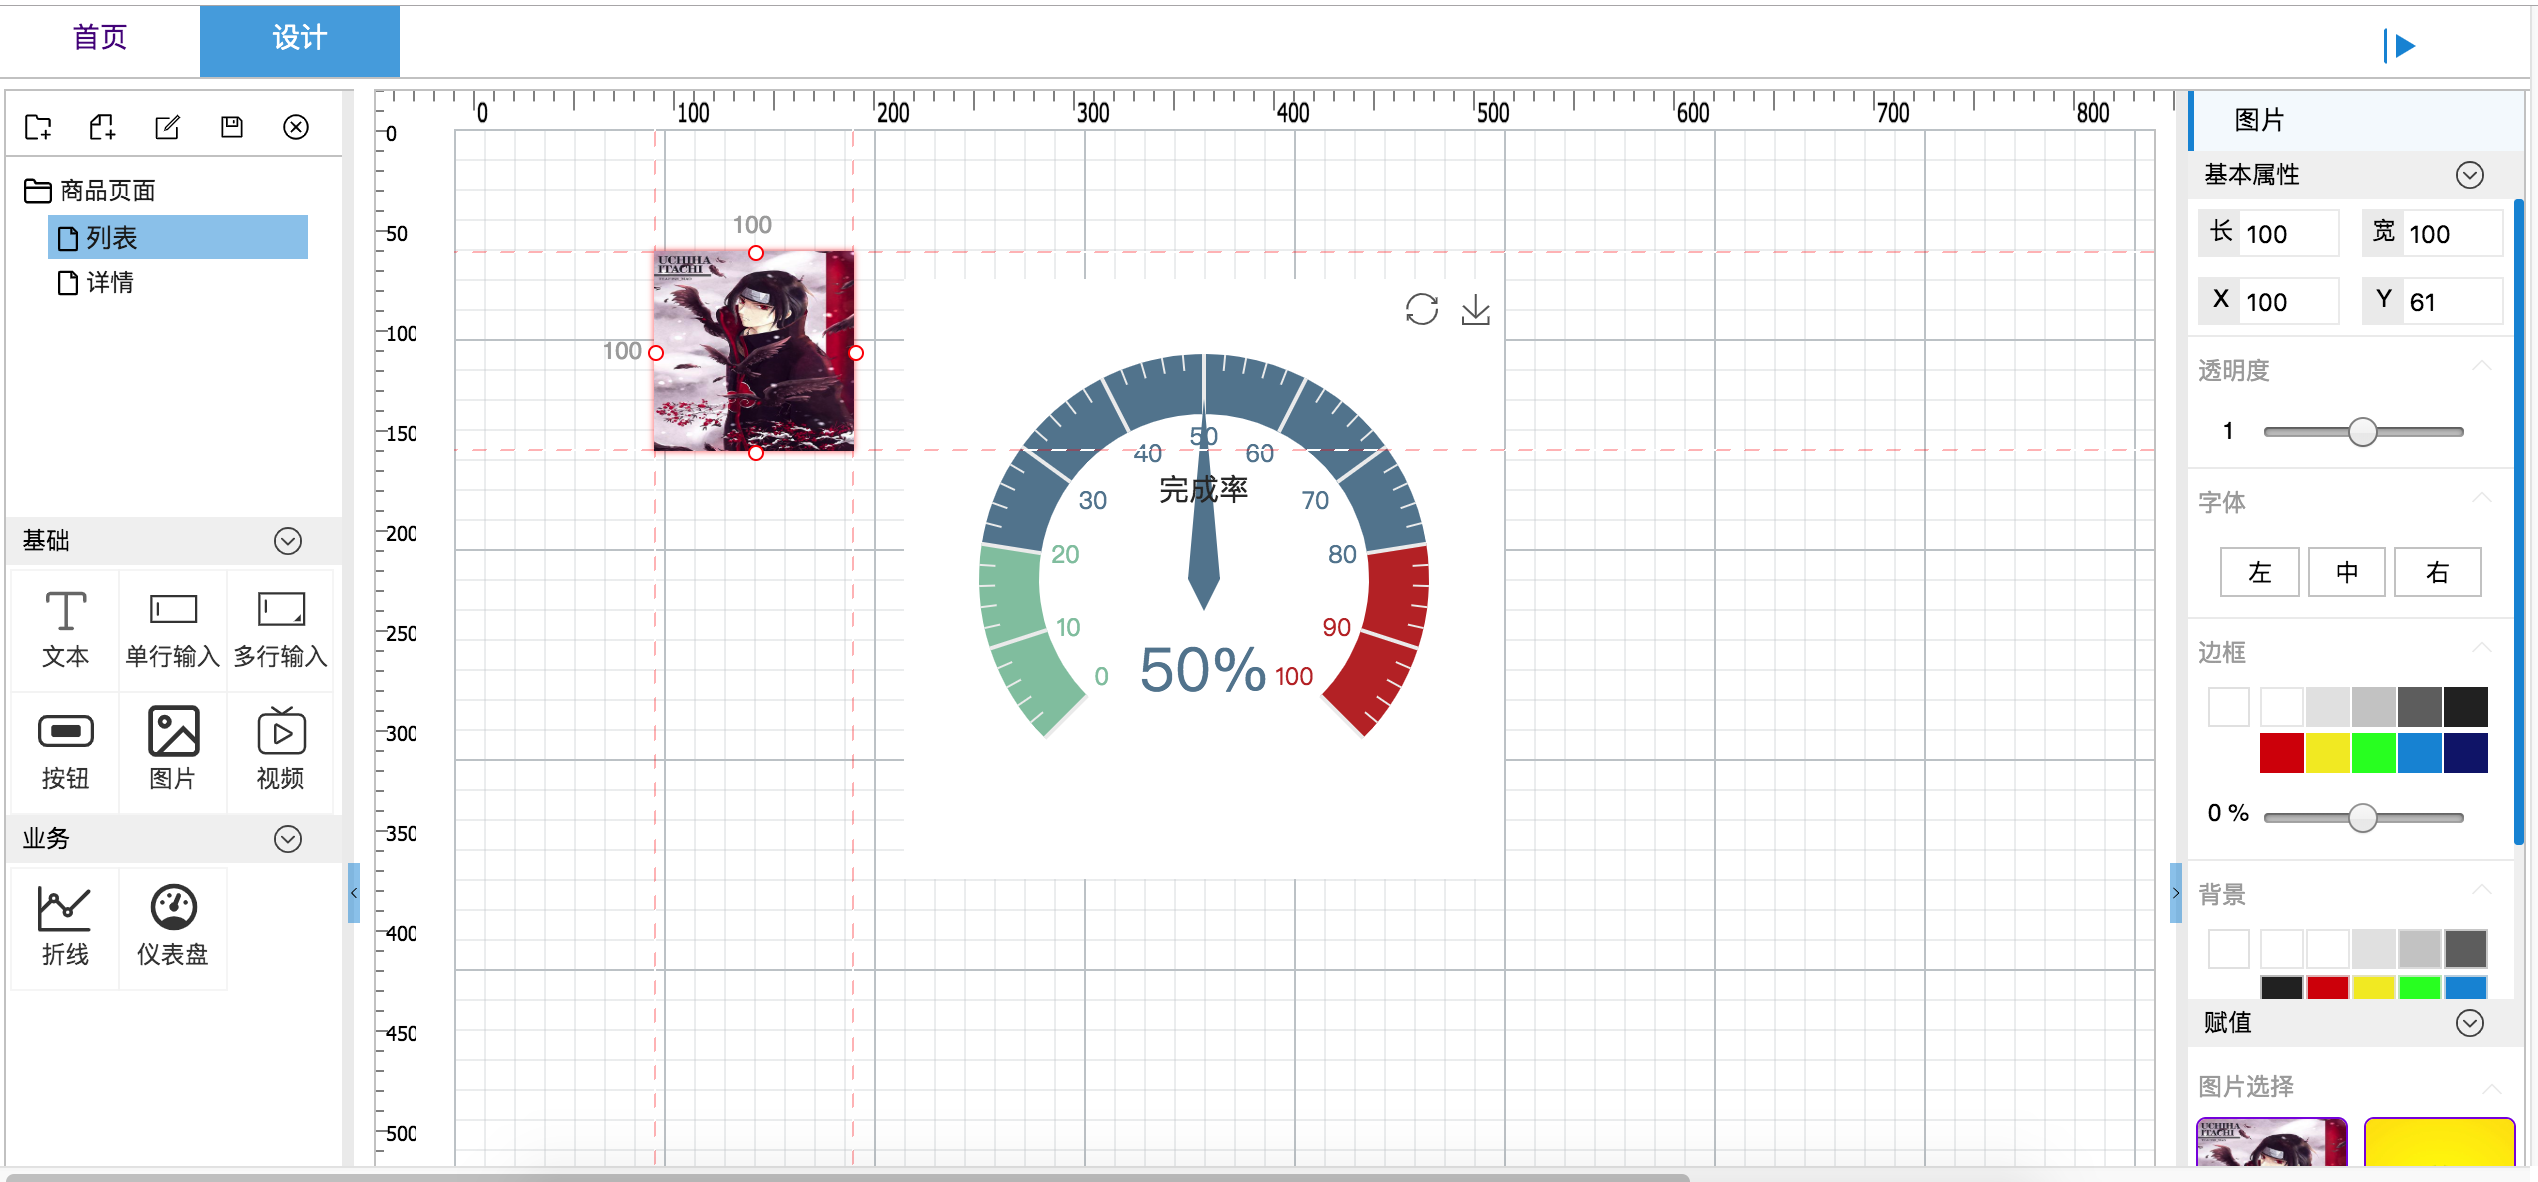 首页
设计
0 100 200 300 400 500 600 700 800
0
50
100
150
200
250
300
350
400
450
500
商品页面
列表
详情
基础
文本 单行输入 多行输入
按钮 图片 视频
业务
折线 仪表盘
100
100
UCHIHA
ITACHI
50
40 60
完成率
30 70
20 80
10 90
50%
0 100
图片
基本属性
长 100 宽 100
X 100 Y 61
透明度
1
字体
左 中 右
边框
0 %
背景
赋值
图片选择
UCHIHA
ITACHI